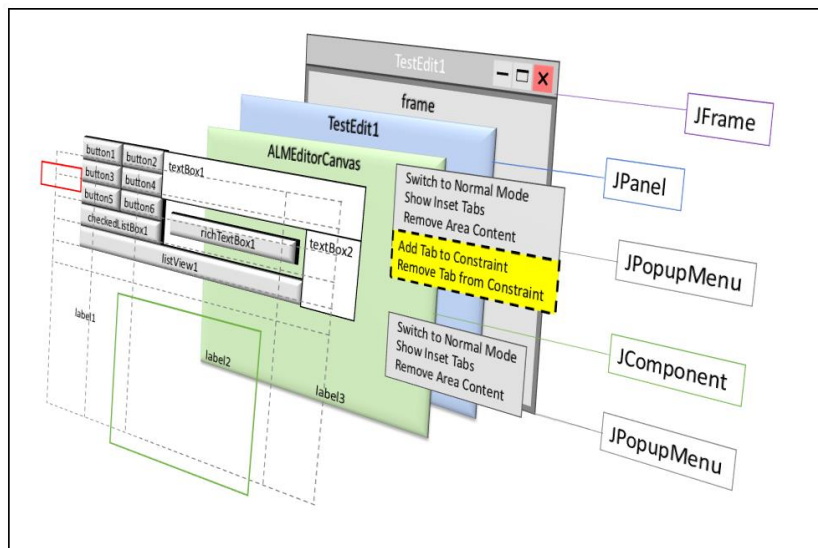 TestEdit1
frame
JFrame
TestEdit1
JPanel
ALMEditorCanvas
button1 button2 textBox1
button3 button4
button5 button6
checkedListBox1 richTextBox1 textBox2
listView1
Switch to Normal Mode
Show Inset Tabs
Remove Area Content
Add Tab to Constraint
Remove Tab from Constraint
JPopupMenu
Switch to Normal Mode
Show Inset Tabs
Remove Area Content
JComponent
JPopupMenu
label1
label2
label3